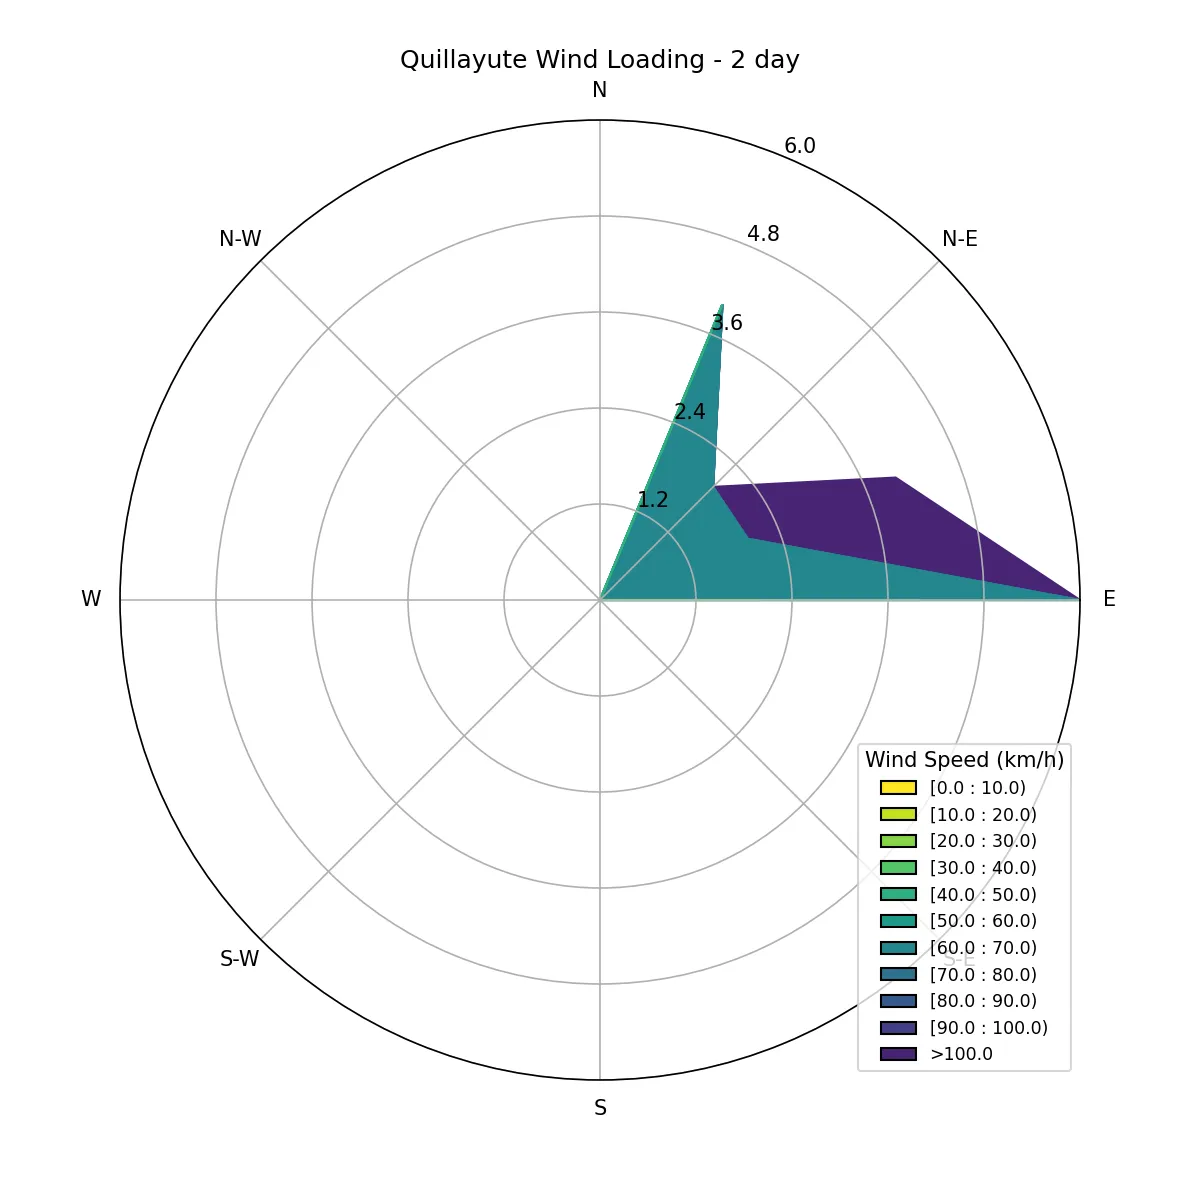 Quillayute Wind Loading - 2 day
N
6.0
4.8
N-W
N-E
3.6
2.4
1.2
W
E
Wind Speed (km/h)
[0.0 : 10.0)
[10.0 : 20.0)
[20.0 : 30.0)
[30.0 : 40.0)
[40.0 : 50.0)
[50.0 : 60.0)
[60.0 : 70.0)
S-W
S-E
[70.0 : 80.0)
[80.0 : 90.0)
[90.0 : 100.0)
>100.0
S